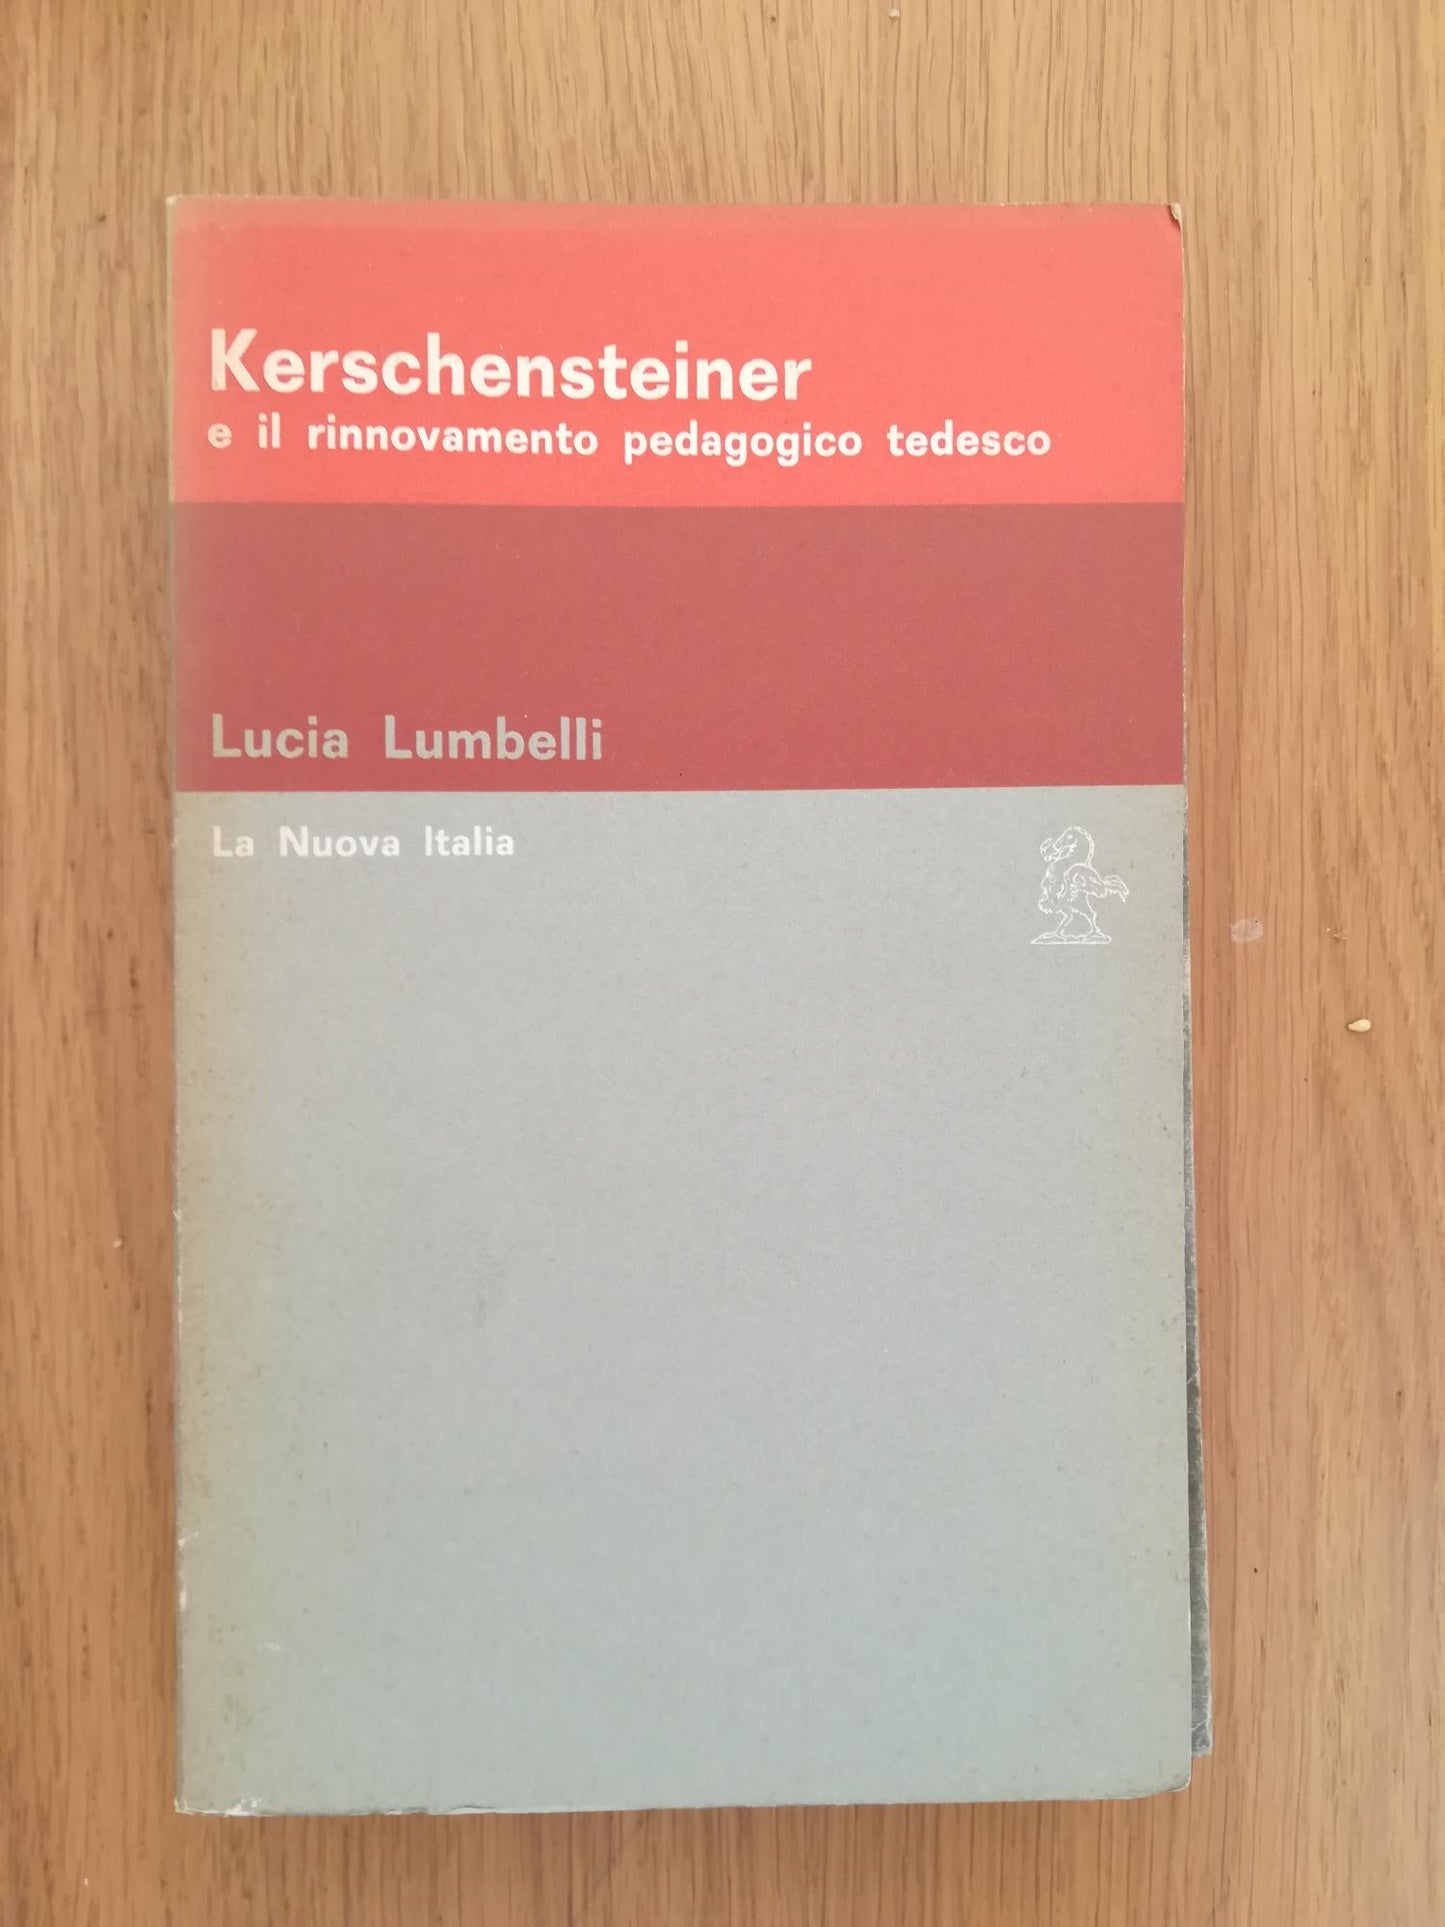 Kerschensteiner
e il rinnovamento pedagogico tedesco
Lucia Lumbelli
La Nuova Italia